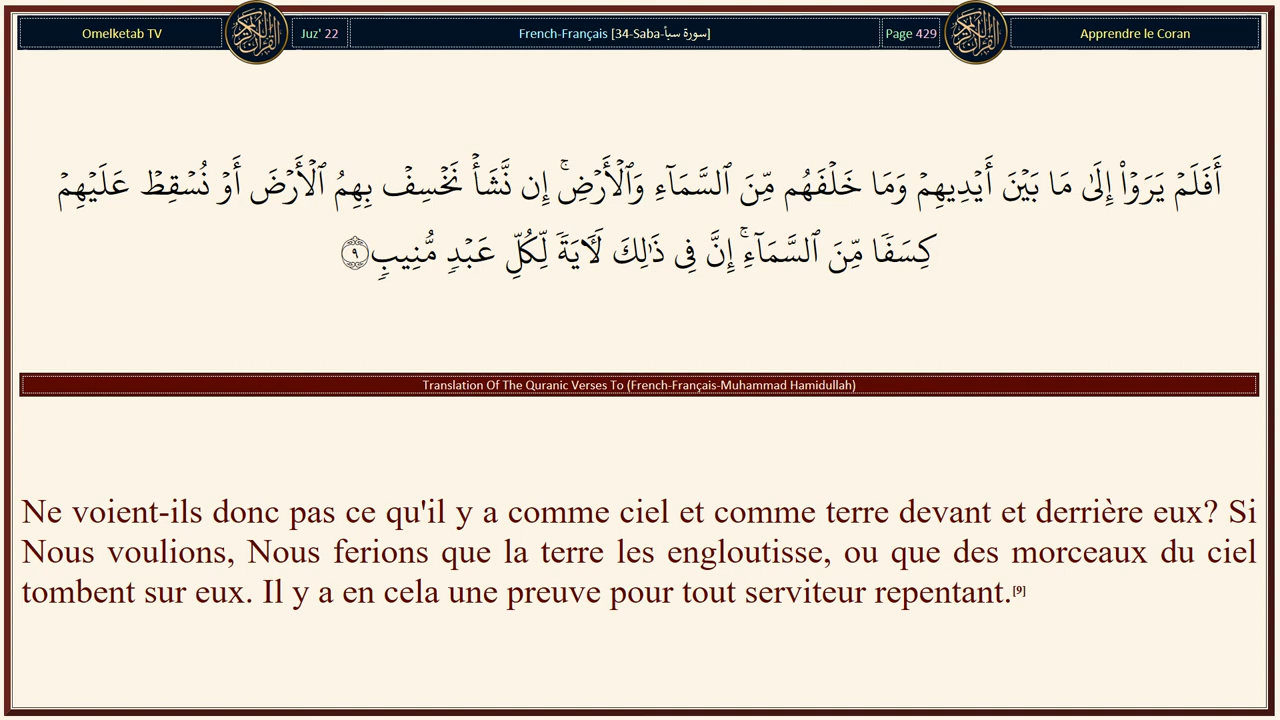 Omelketab TV
Juz' 22
French-Français [34-Saba-سورة سبأ]
Page 429
Apprendre le Coran
أَفَلَمۡ يَرَوۡاْ إِلَىٰ مَا بَيۡنَ أَيۡدِيهِمۡ وَمَا خَلۡفَهُم مِّنَ ٱلسَّمَآءِ وَٱلۡأَرۡضِۚ إِن نَّشَأۡ نَخۡسِفۡ بِهِمُ ٱلۡأَرۡضَ أَوۡ نُسۡقِطۡ عَلَيۡهِمۡ
كِسَفٗا مِّنَ ٱلسَّمَآءِۚ إِنَّ فِي ذَٰلِكَ لَأٓيَةٗ لِّكُلِّ عَبۡدٖ مُّنِيبٖ ٩
Translation Of The Quranic Verses To (French-Français-Muhammad Hamidullah)
Ne voient-ils donc pas ce qu'il y a comme ciel et comme terre devant et derrière eux? Si
Nous voulions, Nous ferions que la terre les engloutisse, ou que des morceaux du ciel
tombent sur eux. Il y a en cela une preuve pour tout serviteur repentant.[9]